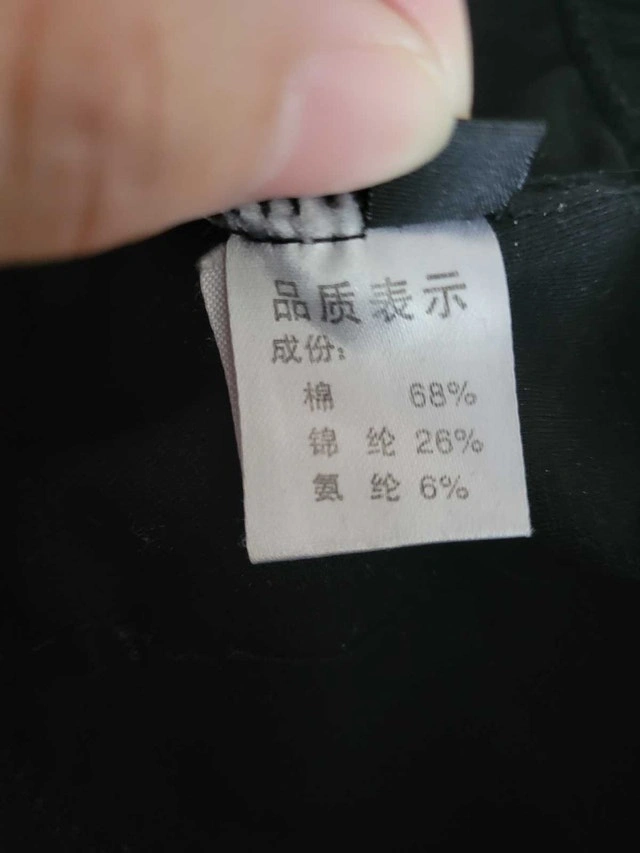 品质表示
成份:
棉 68%
锦 纶 26%
氨 纶 6%